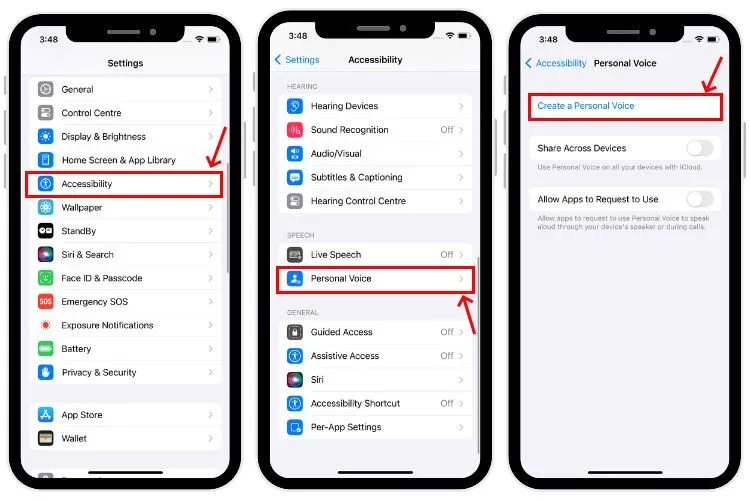 3:48
Settings
General
Control Centre
Display & Brightness
Home Screen & App Library
Accessibility
Wallpaper
StandBy
Siri & Search
Face ID & Passcode
SOS Emergency SOS
Exposure Notifications
Battery
Privacy & Security
App Store
Wallet
3:48
Settings Accessibility
HEARING
Hearing Devices
Sound Recognition Off
Audio/Visual
Subtitles & Captioning
Hearing Control Centre
SPEECH
Live Speech Off
Personal Voice
GENERAL
Guided Access Off
Assistive Access Off
Siri
Accessibility Shortcut Off
Per-App Settings
3:48
Accessibility Personal Voice
Create a Personal Voice
Share Across Devices
Use Personal Voice on all your devices with iCloud.
Allow Apps to Request to Use
Allow apps to request to use Personal Voice to speak
aloud through your device's speaker or during calls.